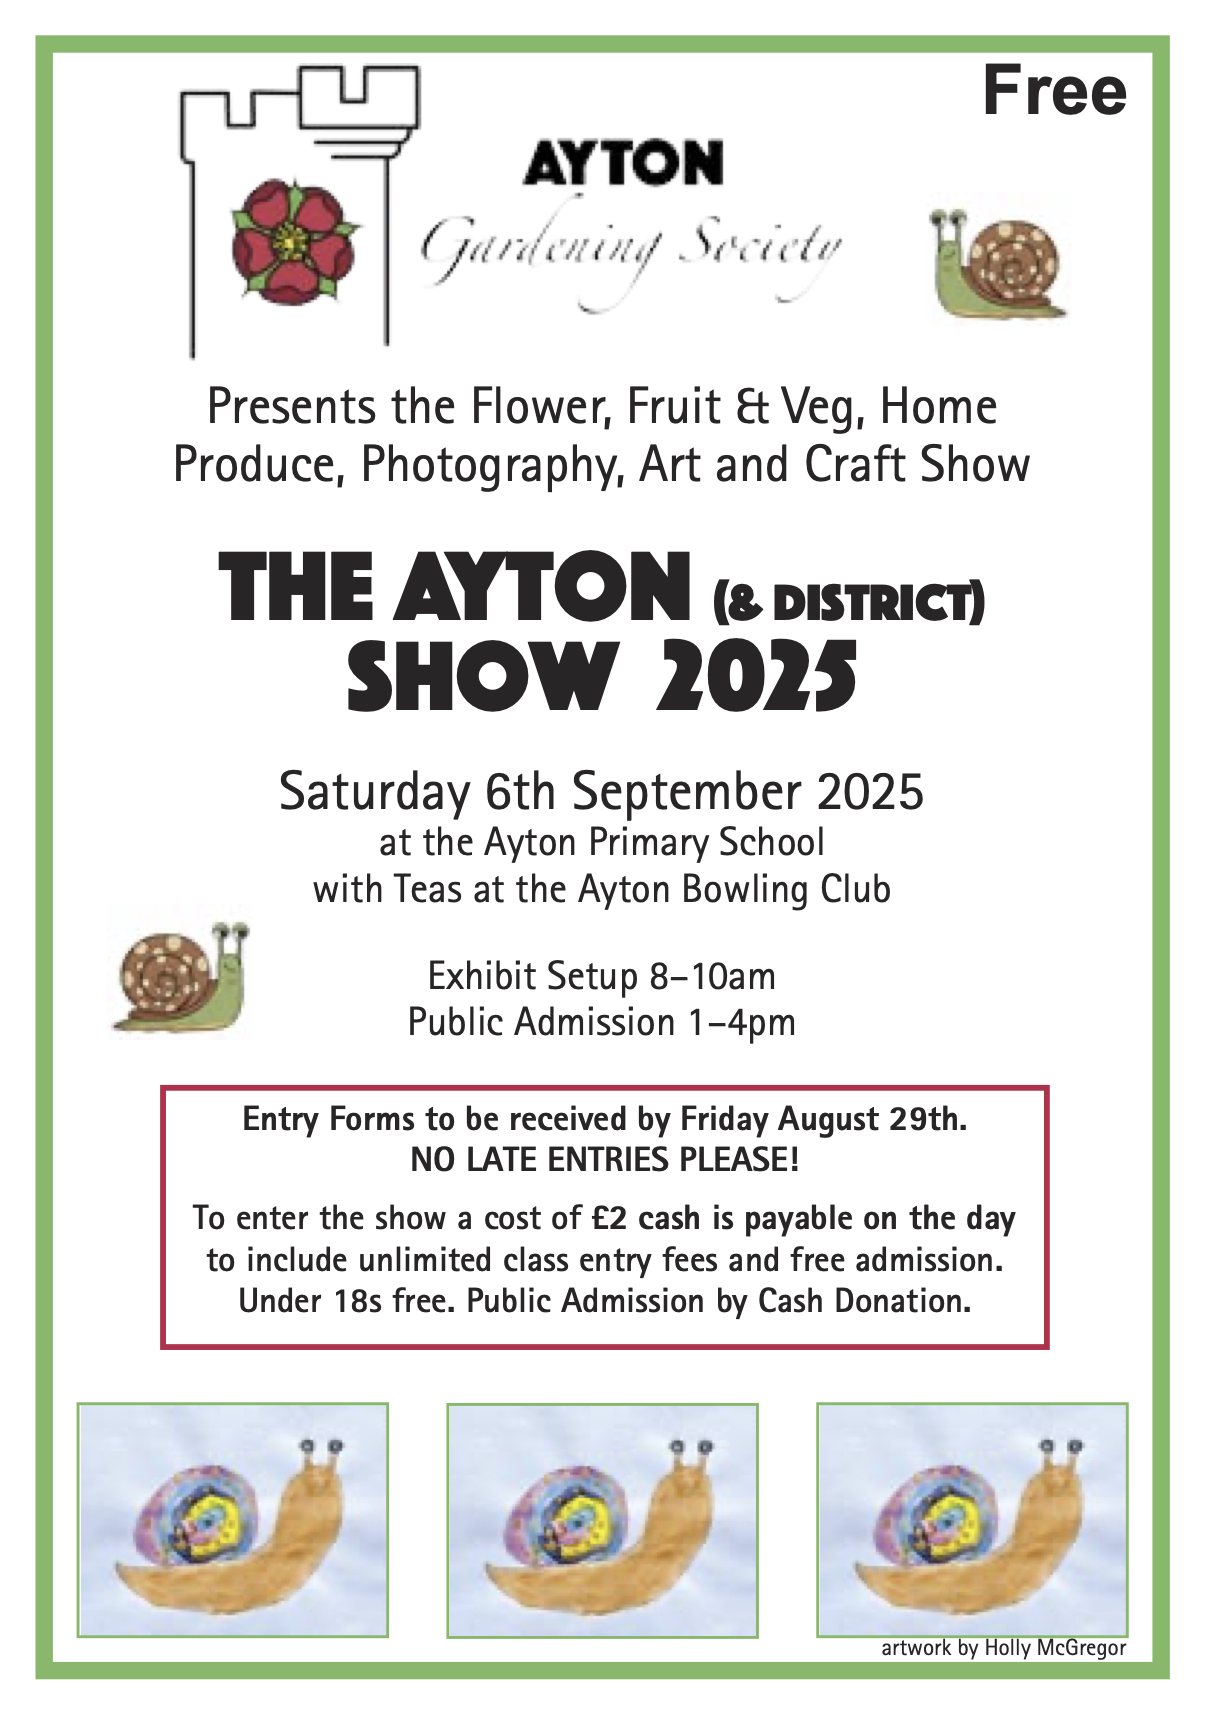 Free
AYTON
Gardening Society
Presents the Flower, Fruit & Veg, Home
Produce, Photography, Art and Craft Show
THE AYTON (& DISTRICT)
SHOW 2025
Saturday 6th September 2025
at the Ayton Primary School
with Teas at the Ayton Bowling Club
Exhibit Setup 8–10am
Public Admission 1–4pm
Entry Forms to be received by Friday August 29th.
NO LATE ENTRIES PLEASE!
To enter the show a cost of £2 cash is payable on the day
to include unlimited class entry fees and free admission.
Under 18s free. Public Admission by Cash Donation.
artwork by Holly McGregor